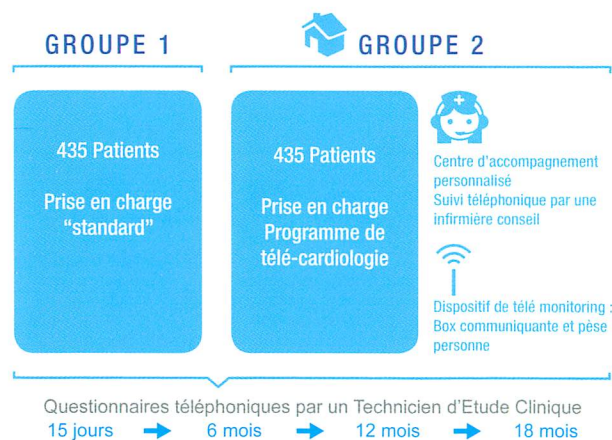 GROUPE 1
435 Patients
Prise en charge
“standard”
GROUPE 2
435 Patients
Prise en charge
Programme de
télé-cardiologie
Centre d'accompagnement
personnalisé
Suivi téléphonique par une
infirmière conseil
Dispositif de télé monitoring :
Box communiquante et pèse
personne
Questionnaires téléphoniques par un Technicien d'Etude Clinique
15 jours 6 mois 12 mois 18 mois